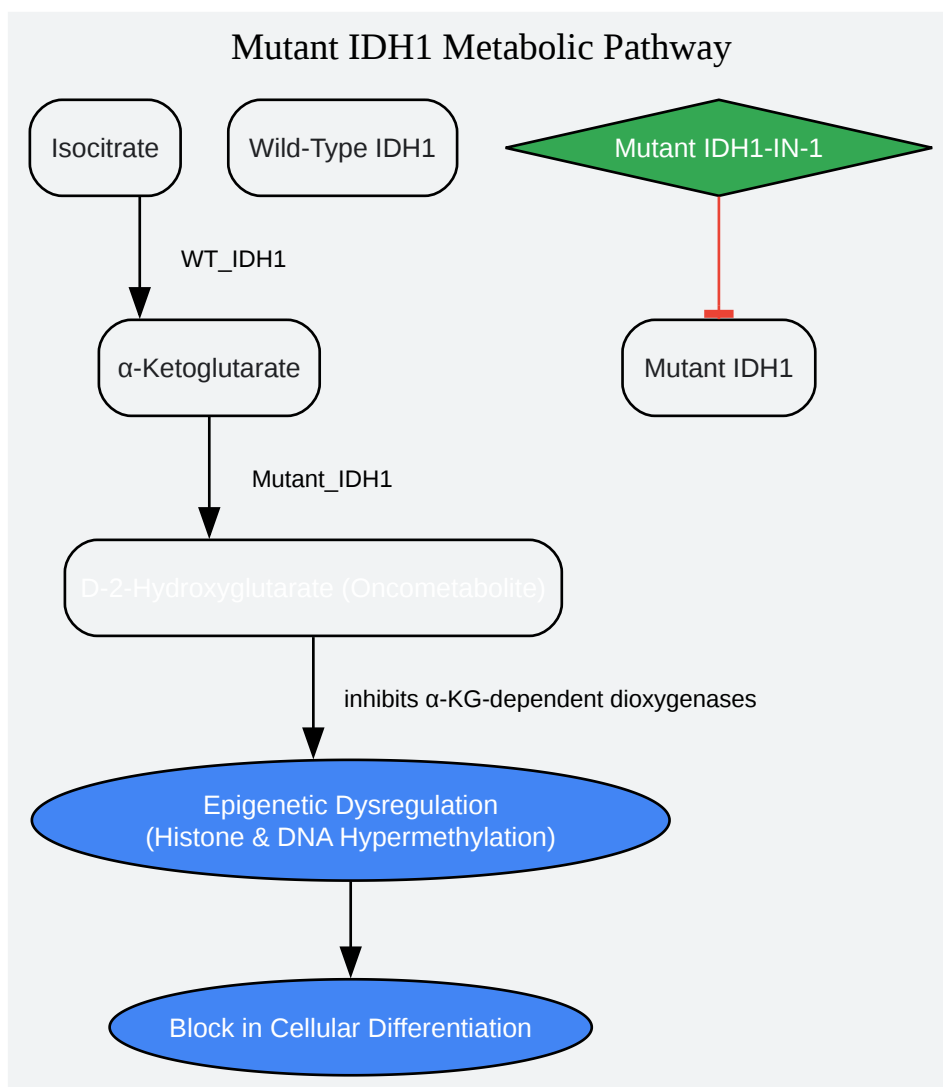 Mutant IDH1 Metabolic Pathway
Isocitrate
Wild-Type IDH1
Mutant IDH1-IN-1
WT_IDH1
α-Ketoglutarate
Mutant IDH1
Mutant_IDH1
D-2-Hydroxyglutarate (Oncometabolite)
inhibits α-KG-dependent dioxygenases
Epigenetic Dysregulation
(Histone & DNA Hypermethylation)
Block in Cellular Differentiation